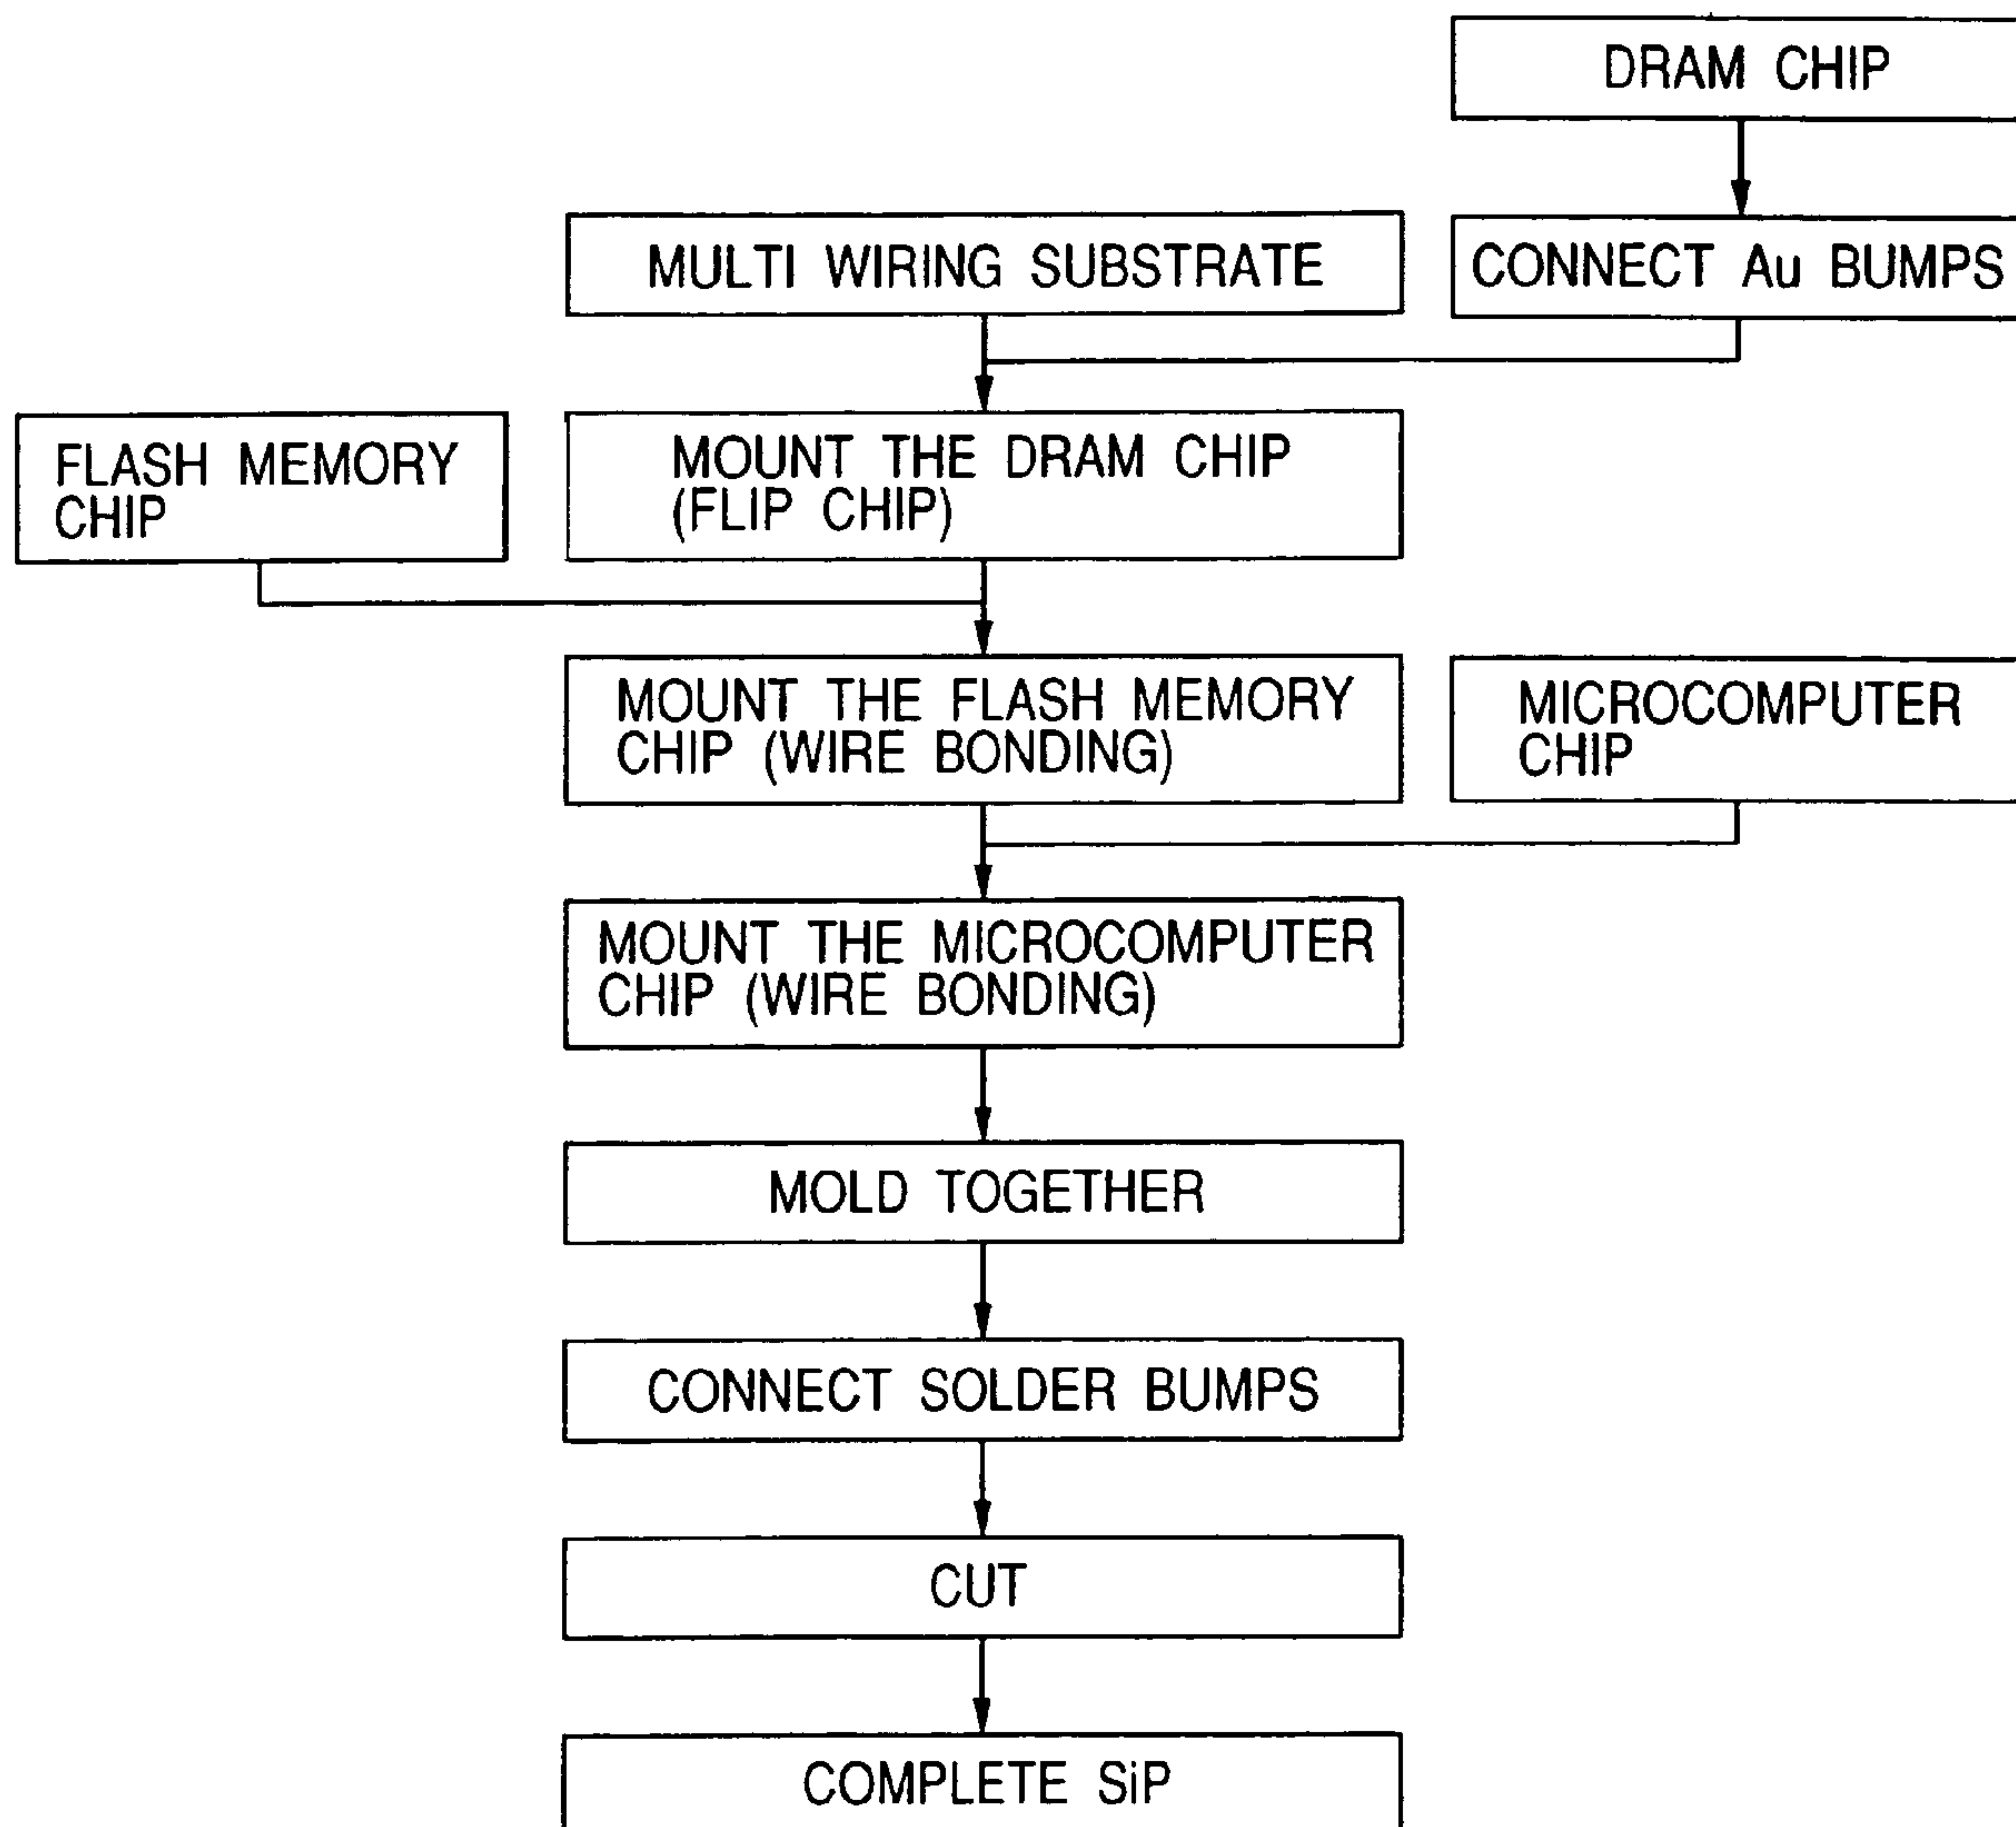 DRAM CHIP
MULTI WIRING SUBSTRATE
CONNECT Au BUMPS
FLASH MEMORY
CHIP
MOUNT THE DRAM CHIP
(FLIP CHIP)
MOUNT THE FLASH MEMORY
CHIP (WIRE BONDING)
MICROCOMPUTER
CHIP
MOUNT THE MICROCOMPUTER
CHIP (WIRE BONDING)
MOLD TOGETHER
CONNECT SOLDER BUMPS
CUT
COMPLETE SiP